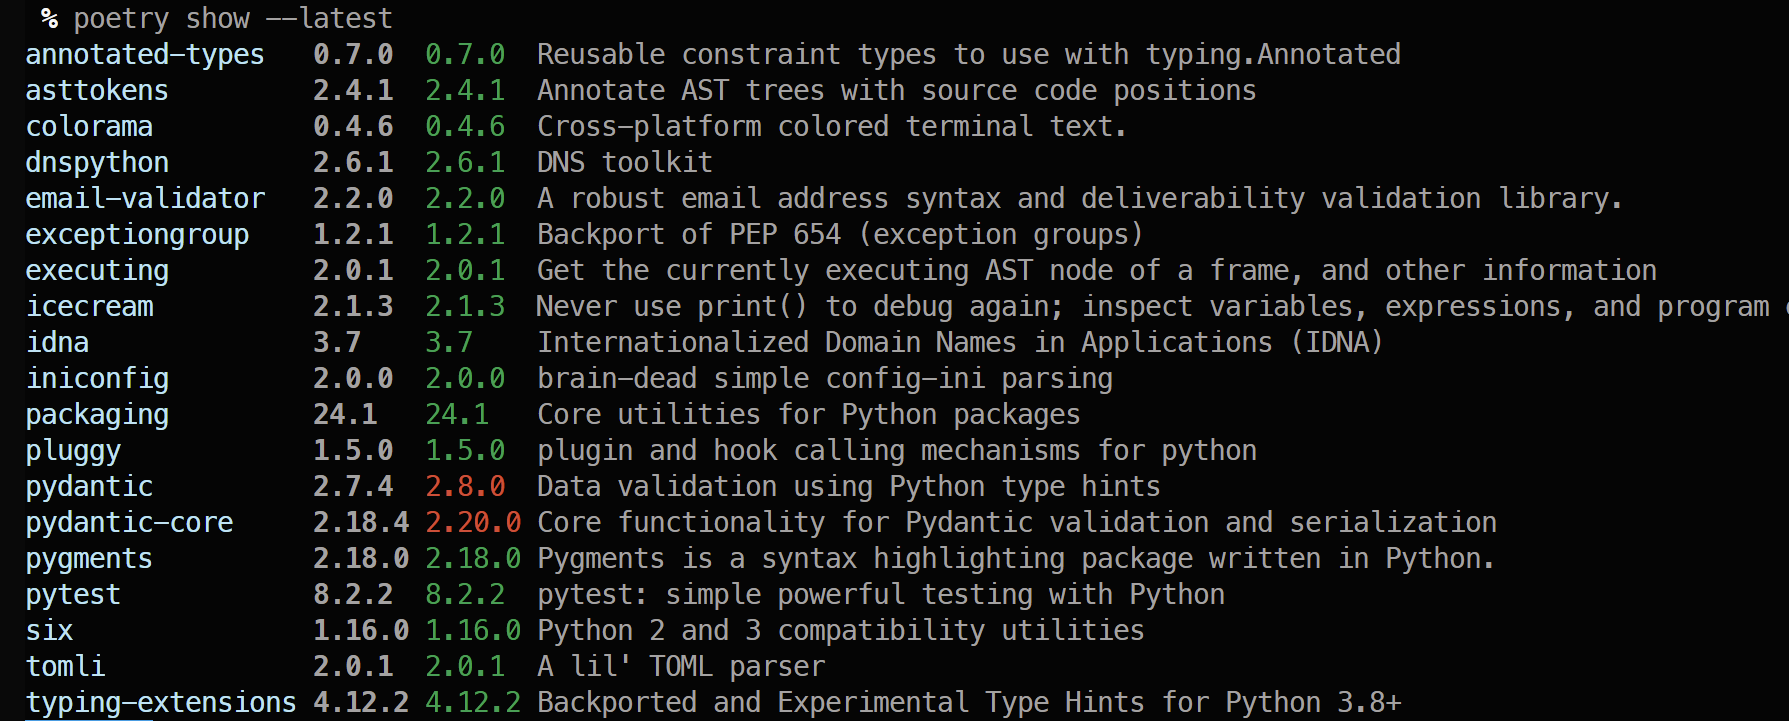 % poetry show --latest
annotated-types 0.7.0 0.7.0 Reusable constraint types to use with typing.Annotated
asttokens 2.4.1 2.4.1 Annotate AST trees with source code positions
colorama 0.4.6 0.4.6 Cross-platform colored terminal text.
dnspython 2.6.1 2.6.1 DNS toolkit
email-validator 2.2.0 2.2.0 A robust email address syntax and deliverability validation library.
exceptiongroup 1.2.1 1.2.1 Backport of PEP 654 (exception groups)
executing 2.0.1 2.0.1 Get the currently executing AST node of a frame, and other information
icecream 2.1.3 2.1.3 Never use print() to debug again; inspect variables, expressions, and program
idna 3.7 3.7 Internationalized Domain Names in Applications (IDNA)
iniconfig 2.0.0 2.0.0 brain-dead simple config-ini parsing
packaging 24.1 24.1 Core utilities for Python packages
pluggy 1.5.0 1.5.0 plugin and hook calling mechanisms for python
pydantic 2.7.4 2.8.0 Data validation using Python type hints
pydantic-core 2.18.4 2.20.0 Core functionality for Pydantic validation and serialization
pygments 2.18.0 2.18.0 Pygments is a syntax highlighting package written in Python.
pytest 8.2.2 8.2.2 pytest: simple powerful testing with Python
six 1.16.0 1.16.0 Python 2 and 3 compatibility utilities
tomli 2.0.1 2.0.1 A lil' TOML parser
typing-extensions 4.12.2 4.12.2 Backported and Experimental Type Hints for Python 3.8+